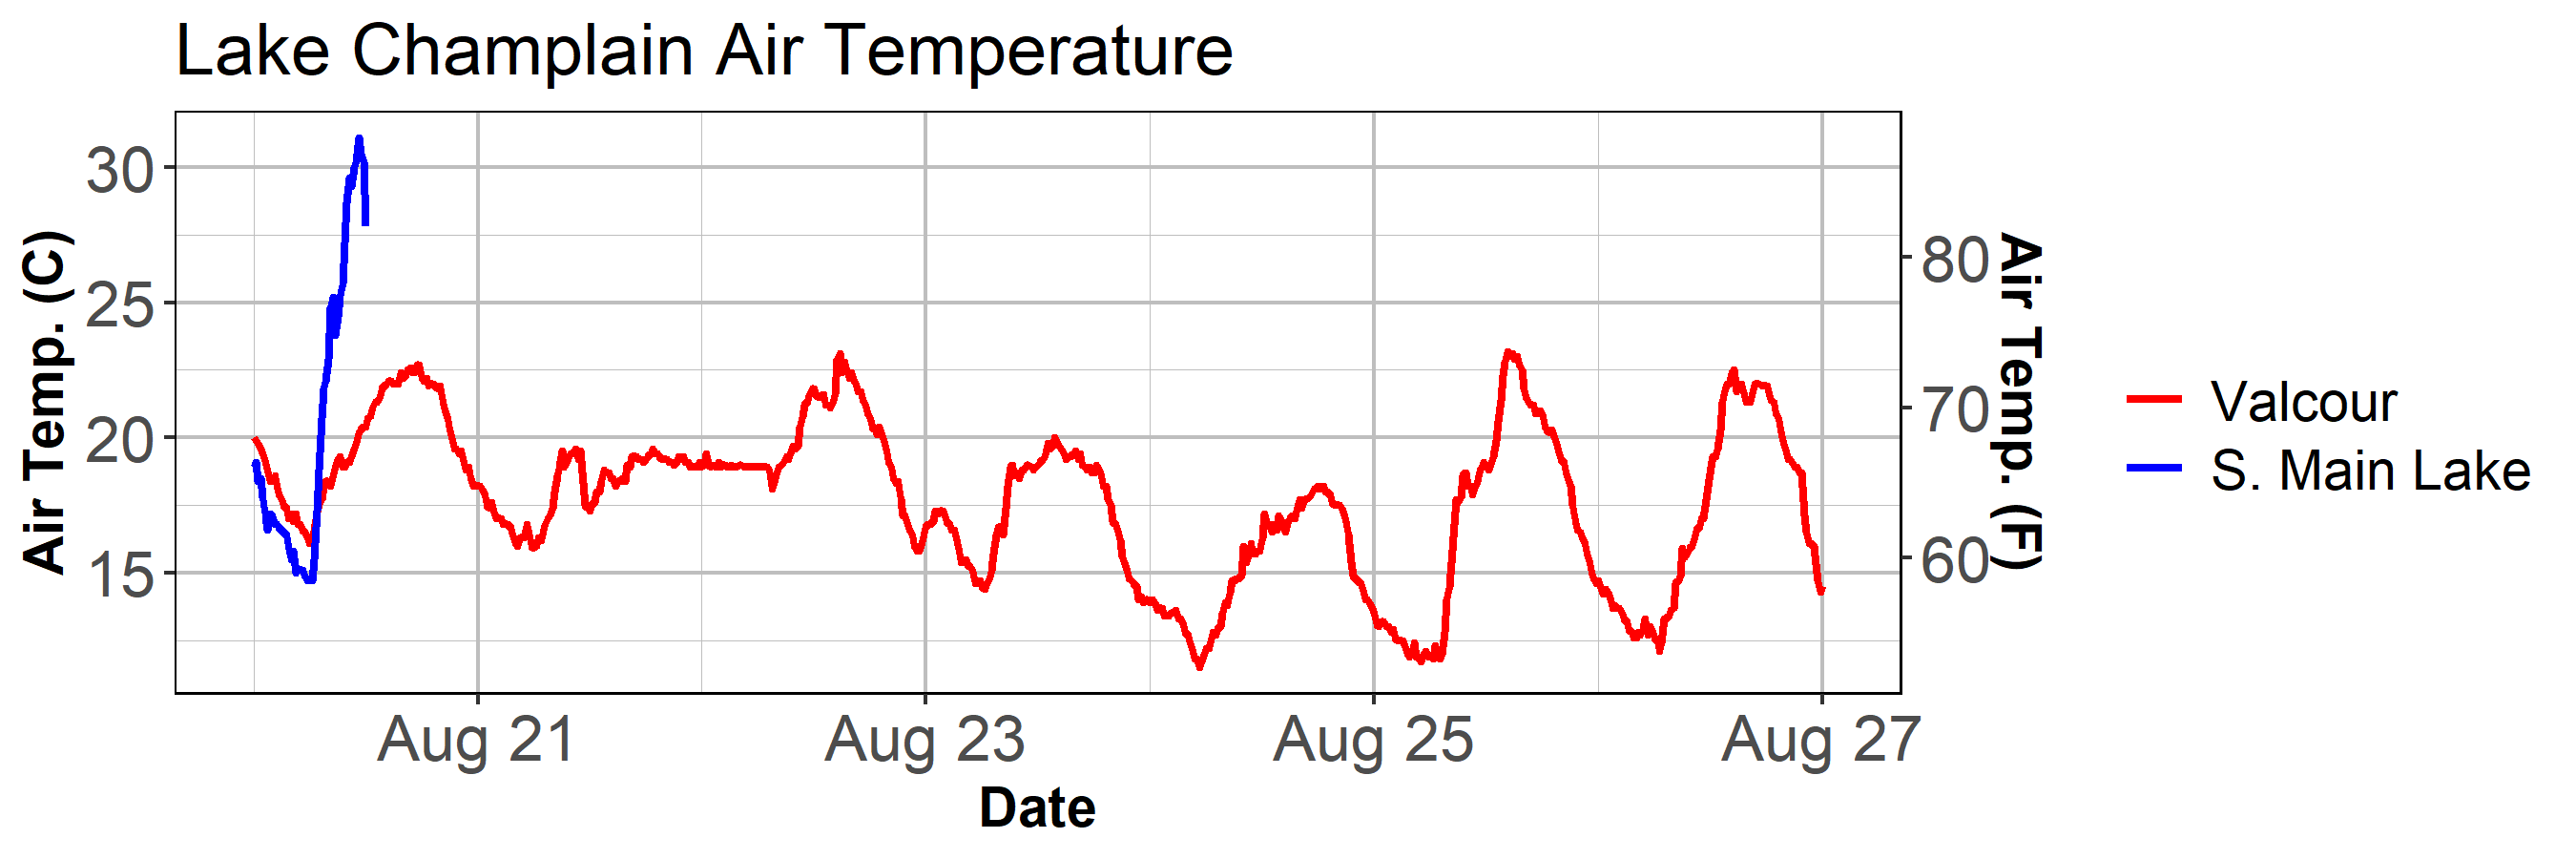 Lake Champlain Air Temperature
Air Temp. (C)
30
25
20
15
80
70
60
Air Temp. (F)
Valcour
S. Main Lake
Aug 21
Aug 23
Aug 25
Aug 27
Date